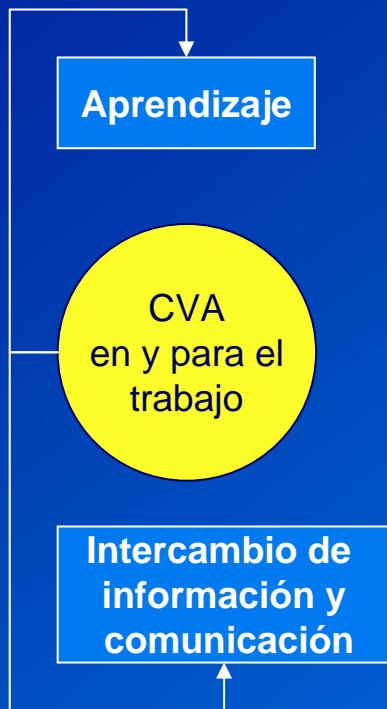 Aprendizaje
CVA
en y para el
trabajo
Intercambio de
información y
comunicación